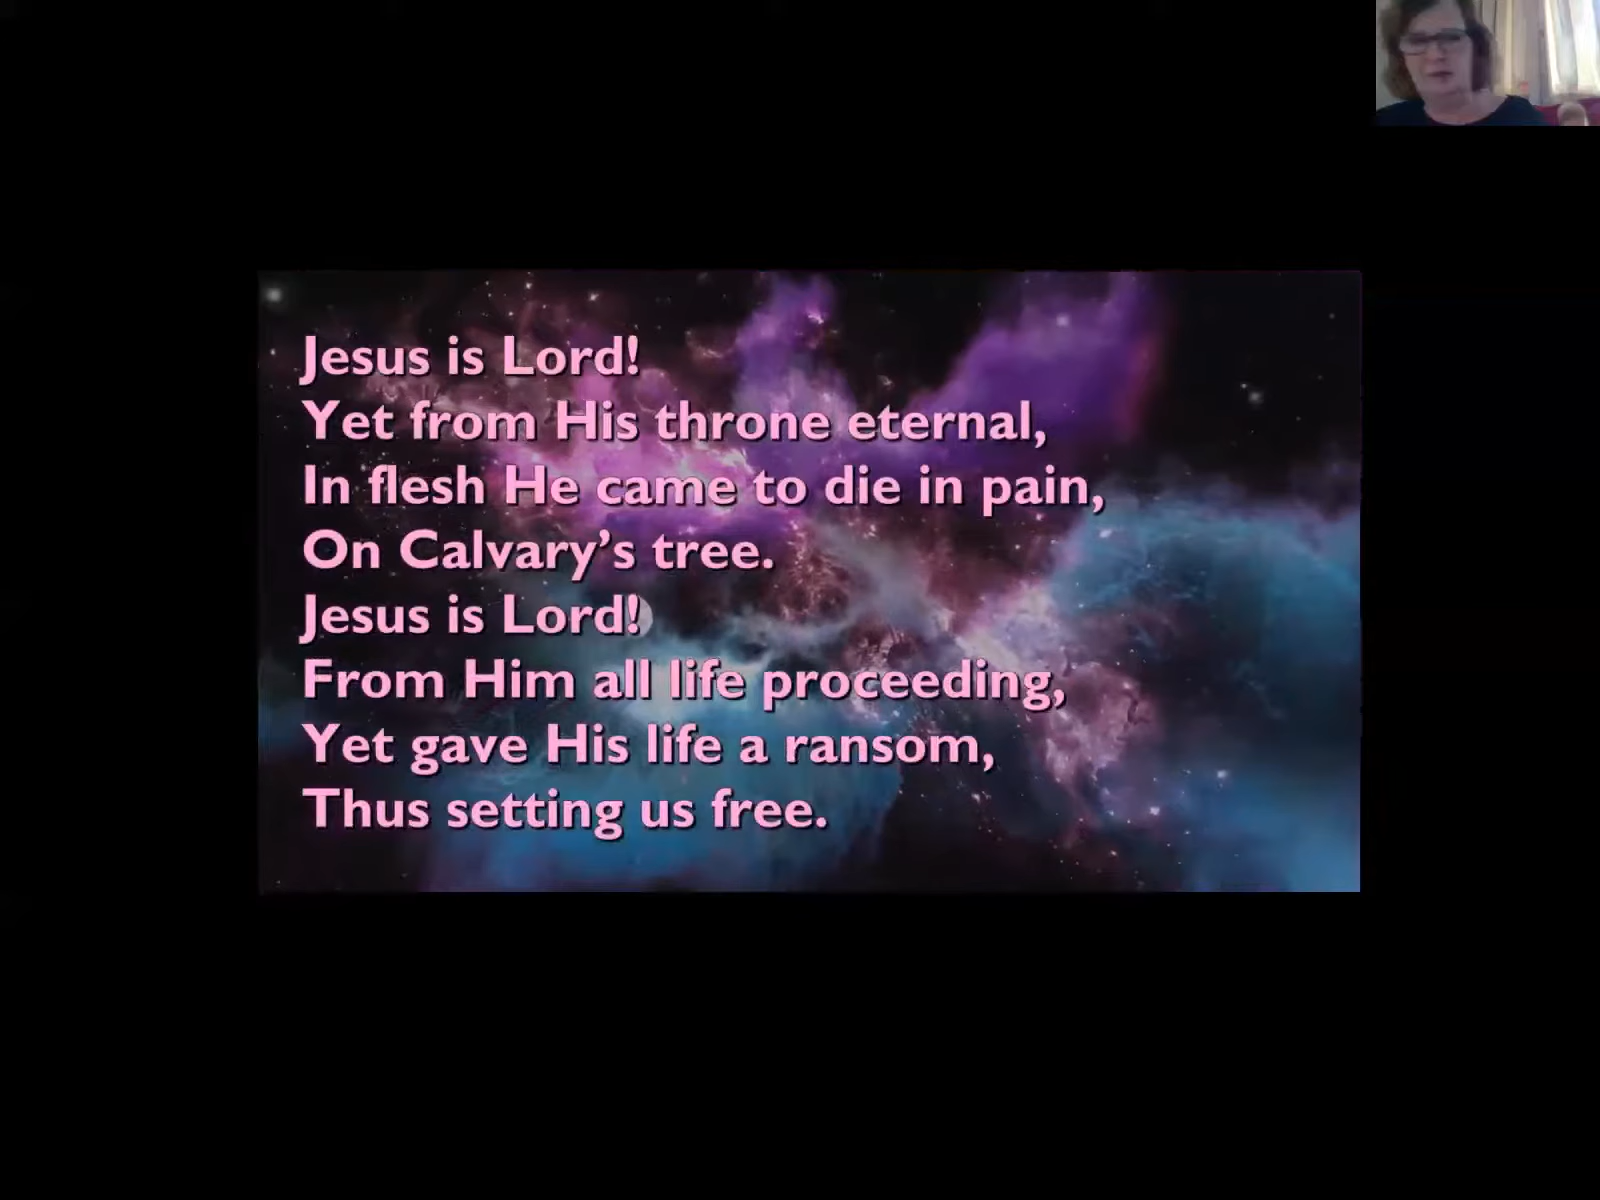 Jesus is Lord!
Yet from His throne eternal,
In flesh He came to die in pain,
On Calvary’s tree.
Jesus is Lord!
From Him all life proceeding,
Yet gave His life a ransom,
Thus setting us free.